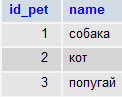 id_pet name
1 собака
2 кот
3 попугай